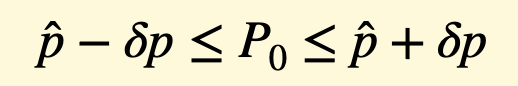 p̂ − δp ≤ P₀ ≤ p̂ + δp